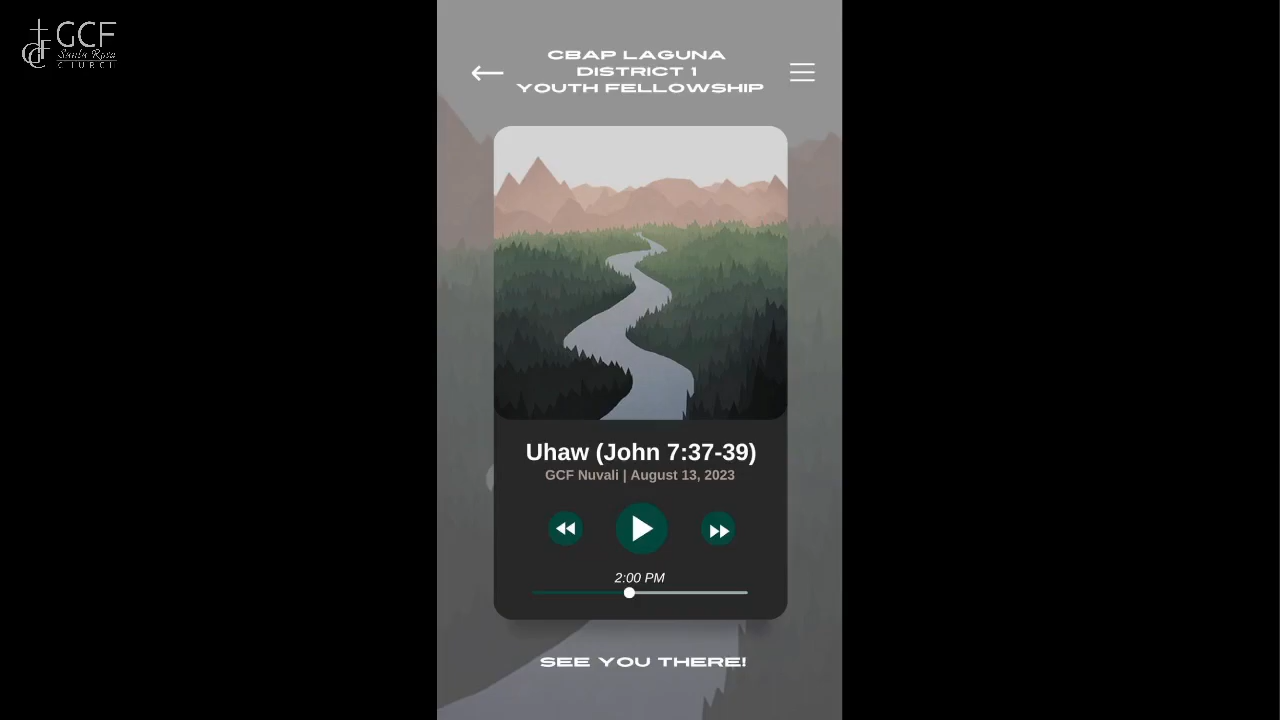 GCF
Santa Rosa
CHURCH
CBAP LAGUNA
DISTRICT 1
YOUTH FELLOWSHIP
Uhaw (John 7:37-39)
GCF Nuvali | August 13, 2023
2:00 PM
SEE YOU THERE!